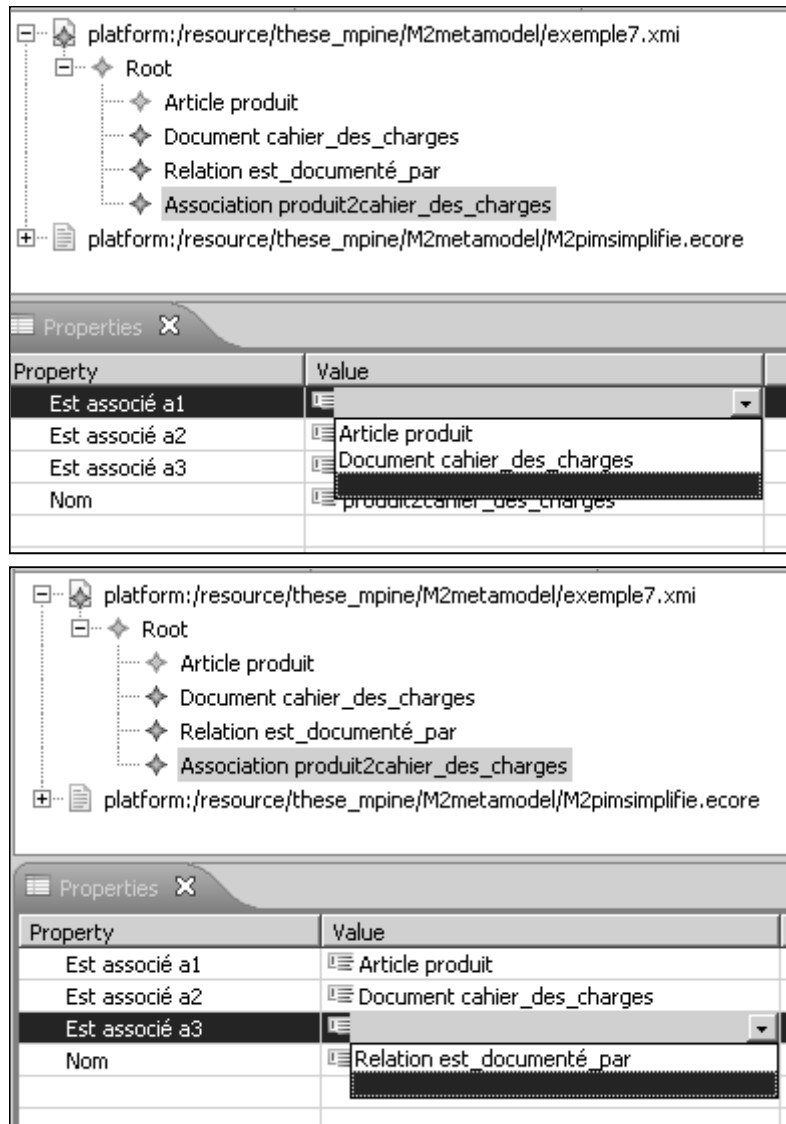 platform:/resource/these_mpine/M2metamodel/exemple7.xmi
Root
Article produit
Document cahier_des_charges
Relation est_documenté_par
Association produit2cahier_des_charges
platform:/resource/these_mpine/M2metamodel/M2pimsimplifie.ecore
Properties
Property Value
Est associé a1
Est associé a2 Article produit
Est associé a3 Document cahier_des_charges
Nom produit2cahier_des_charges
platform:/resource/these_mpine/M2metamodel/exemple7.xmi
Root
Article produit
Document cahier_des_charges
Relation est_documenté_par
Association produit2cahier_des_charges
platform:/resource/these_mpine/M2metamodel/M2pimsimplifie.ecore
Properties
Property Value
Est associé a1 Article produit
Est associé a2 Document cahier_des_charges
Est associé a3
Nom Relation est_documenté_par